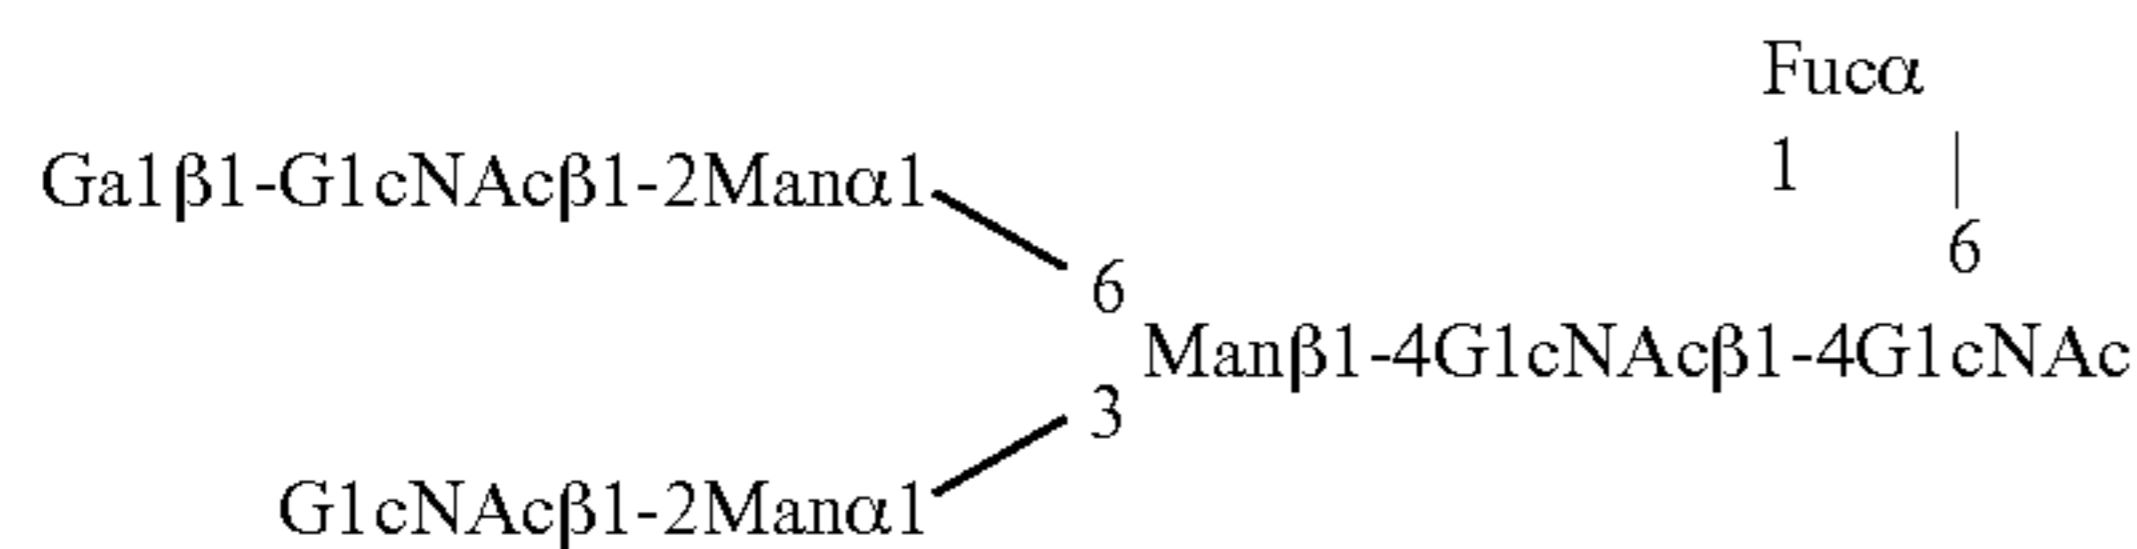 Fucα
1
Ga1β1-G1cNAcβ1-2Manα1
6
6
Manβ1-4G1cNAcβ1-4G1cNAc
3
G1cNAcβ1-2Manα1